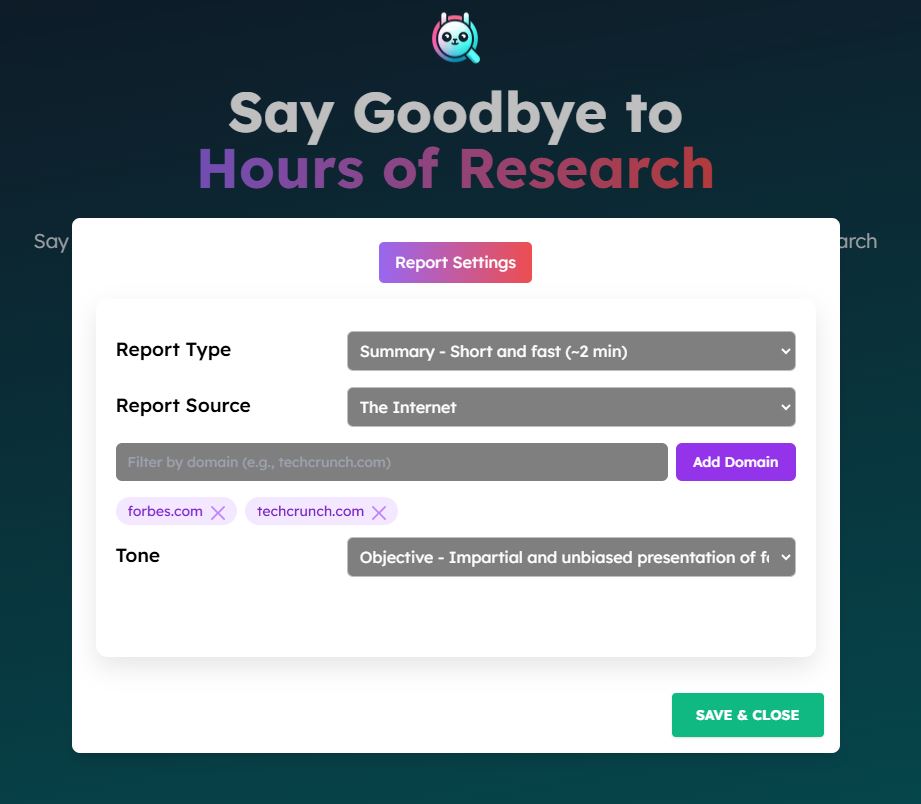 Say Goodbye to
Hours of Research
Say
arch
Report Settings
Report Type
Summary - Short and fast (~2 min)
Report Source
The Internet
Filter by domain (e.g., techcrunch.com)
Add Domain
forbes.com
techcrunch.com
Tone
Objective - Impartial and unbiased presentation of f
SAVE & CLOSE